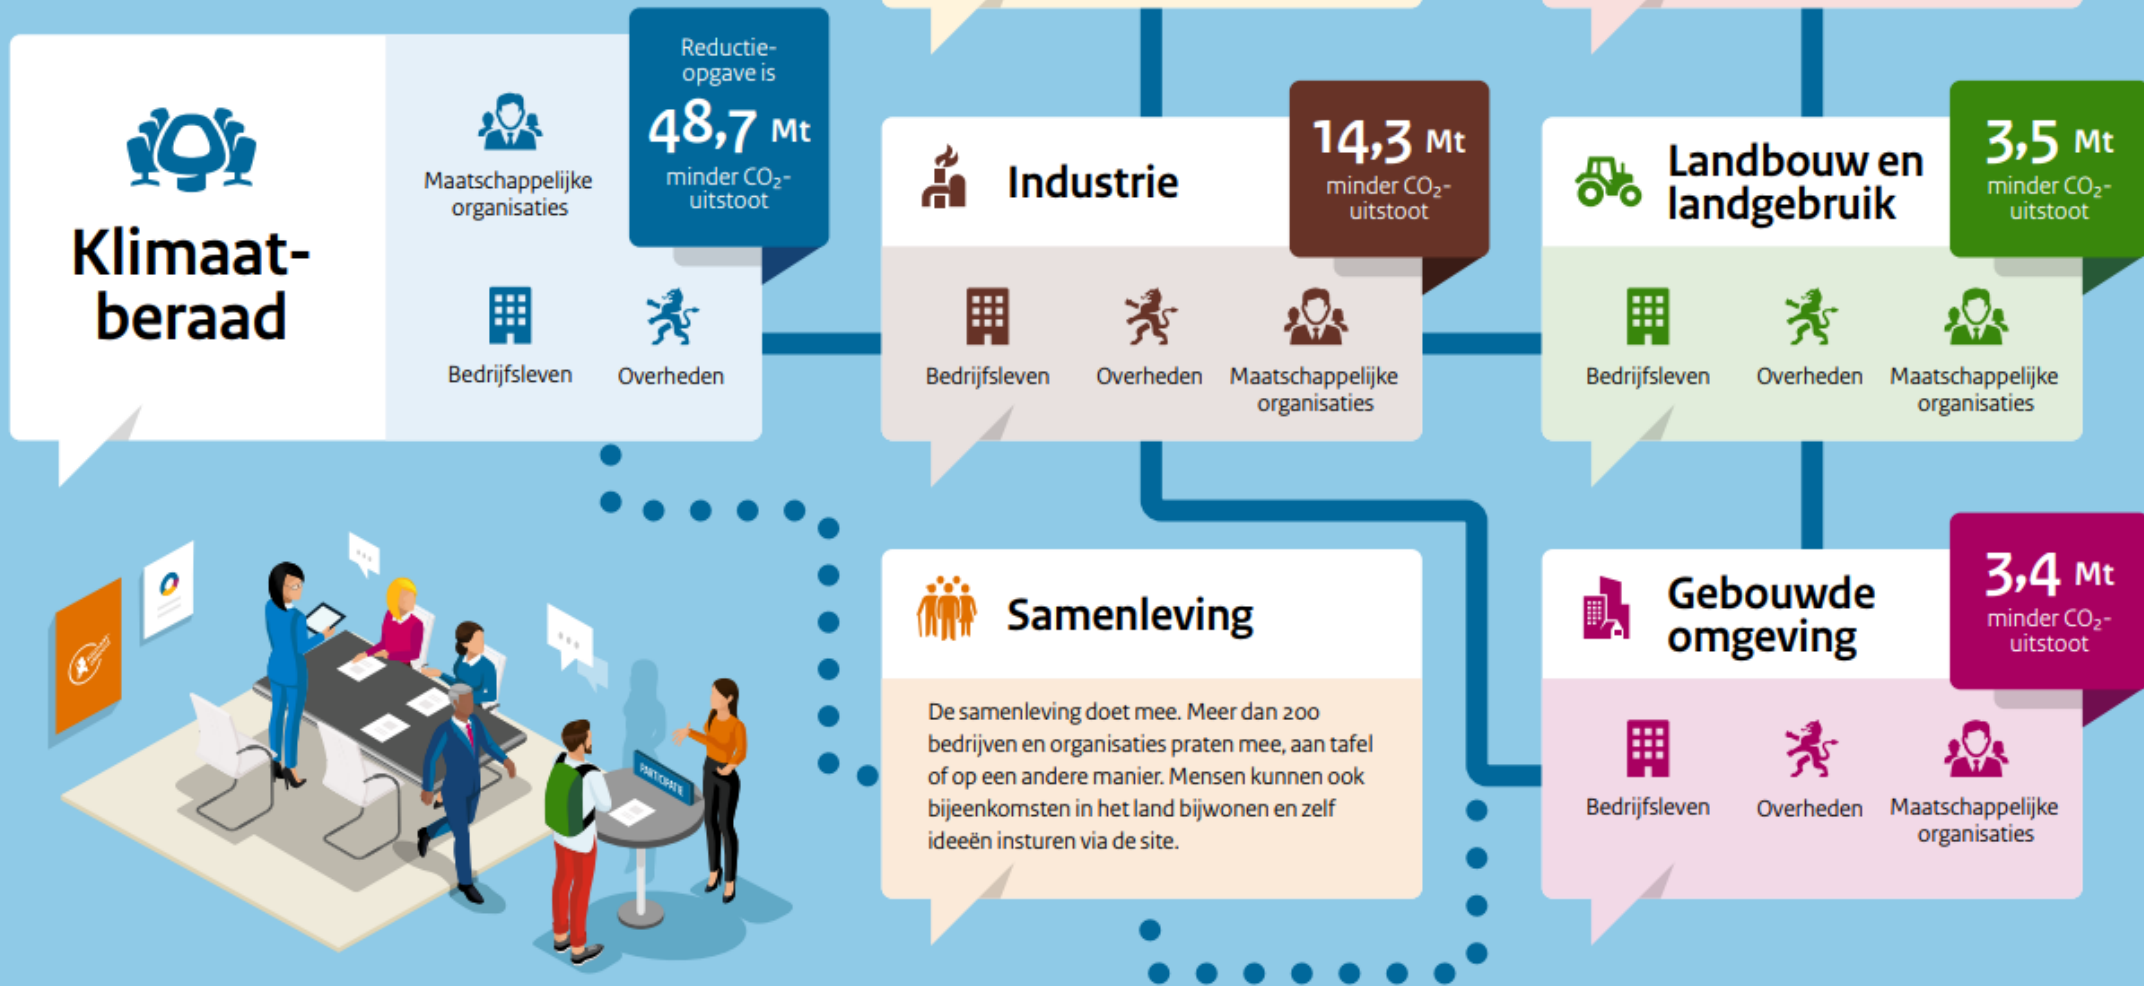 Klimaat-
beraad
Maatschappelijke
organisaties
Bedrijfsleven
Overheden
Reductie-
opgave is
48,7 Mt
minder CO₂-
uitstoot
Industrie
14,3 Mt
minder CO₂-
uitstoot
Bedrijfsleven
Overheden
Maatschappelijke
organisaties
Landbouw en
landgebruik
3,5 Mt
minder CO₂-
uitstoot
Bedrijfsleven
Overheden
Maatschappelijke
organisaties
PARTICIPATIE
Samenleving
De samenleving doet mee. Meer dan 200
bedrijven en organisaties praten mee, aan tafel
of op een andere manier. Mensen kunnen ook
bijeenkomsten in het land bijwonen en zelf
ideeën insturen via de site.
Gebouwde
omgeving
3,4 Mt
minder CO₂-
uitstoot
Bedrijfsleven
Overheden
Maatschappelijke
organisaties